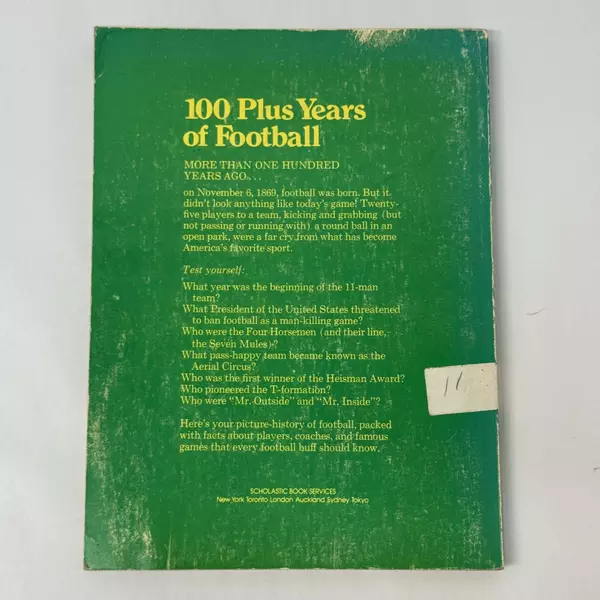 100 Plus Years
of Football
MORE THAN ONE HUNDRED
YEARS AGO...
on November 6, 1869, football was born. But it
didn't look anything like today's game! Twenty-
five players to a team, kicking and grabbing (but
not passing or running with) a round ball in an
open park, were a far cry from what has become
America's favorite sport.
Test yourself:
What year was the beginning of the 11-man
team?
What President of the United States threatened
to ban football as a man-killing game?
Who were the Four Horsemen (and their line,
the Seven Mules)?
What pass-happy team became known as the
Aerial Circus?
Who was the first winner of the Heisman Award?
Who pioneered the T-formation?
Who were "Mr. Outside" and "Mr. Inside"?
Here's your picture-history of football, packed
with facts about players, coaches, and famous
games that every football buff should know.
SCHOLASTIC BOOK SERVICES
New York Toronto London Auckland Sydney Tokyo